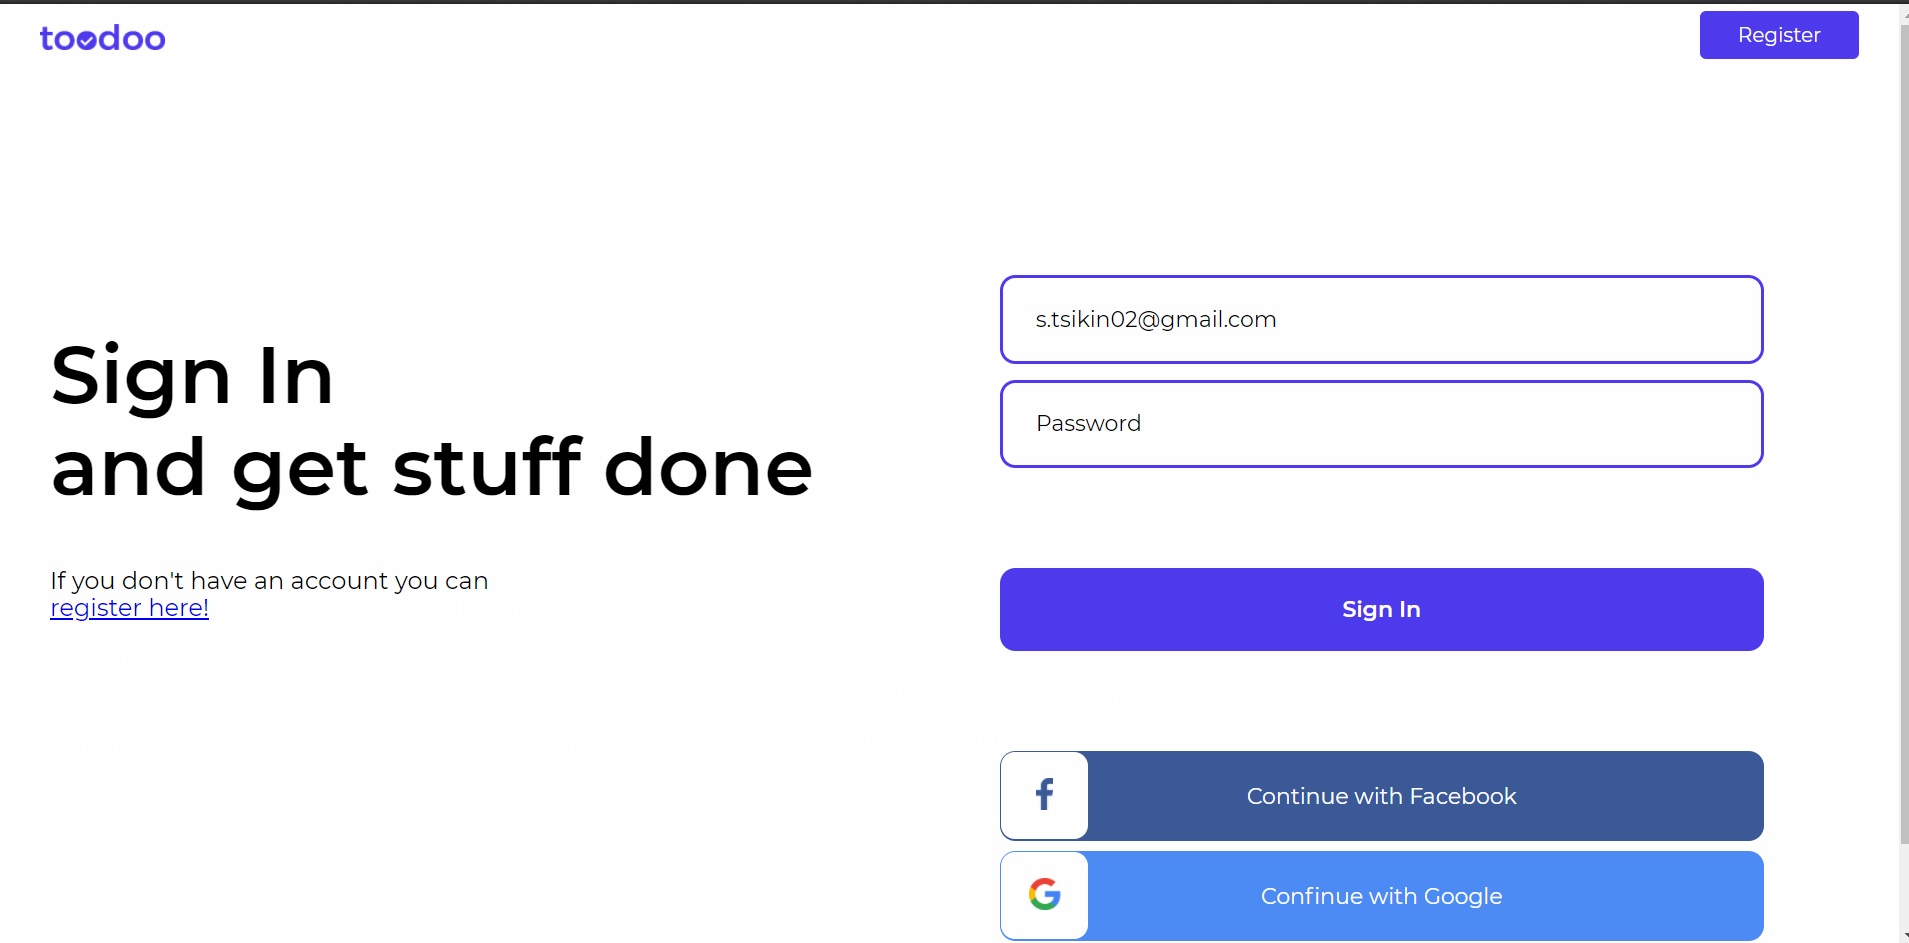 toodoo
Register
Sign In
and get stuff done
If you don't have an account you can
register here!
s.tsikin02@gmail.com
Password
Sign In
Continue with Facebook
Confinue with Google